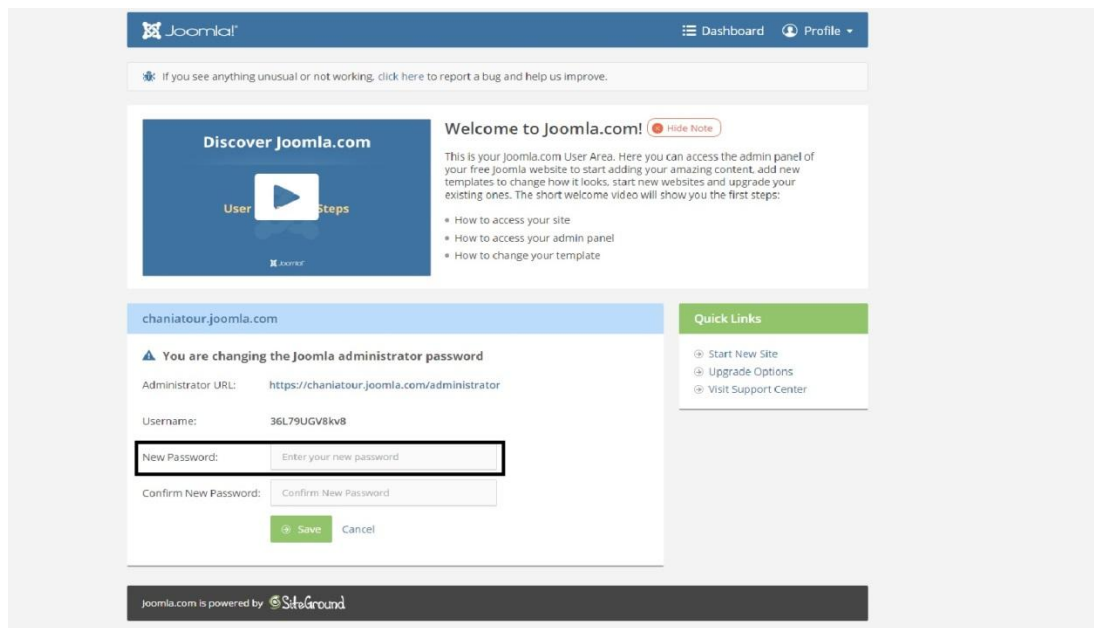 Joomla!
Dashboard
Profile
If you see anything unusual or not working, click here to report a bug and help us improve.
Discover Joomla.com
User
Steps
Joomla!
Welcome to Joomla.com!
Hide Note
This is your Joomla.com User Area. Here you can access the admin panel of
your free Joomla website to start adding your amazing content, add new
templates to change how it looks, start new websites and upgrade your
existing ones. The short welcome video will show you the first steps:
How to access your site
How to access your admin panel
How to change your template
chaniatour.joomla.com
You are changing the Joomla administrator password
Administrator URL: https://chaniatour.joomla.com/administrator
Username: 36L79UGV8kv8
New Password: Enter your new password
Confirm New Password: Confirm New Password
Save Cancel
Quick Links
Start New Site
Upgrade Options
Visit Support Center
Joomla.com is powered by SiteGround